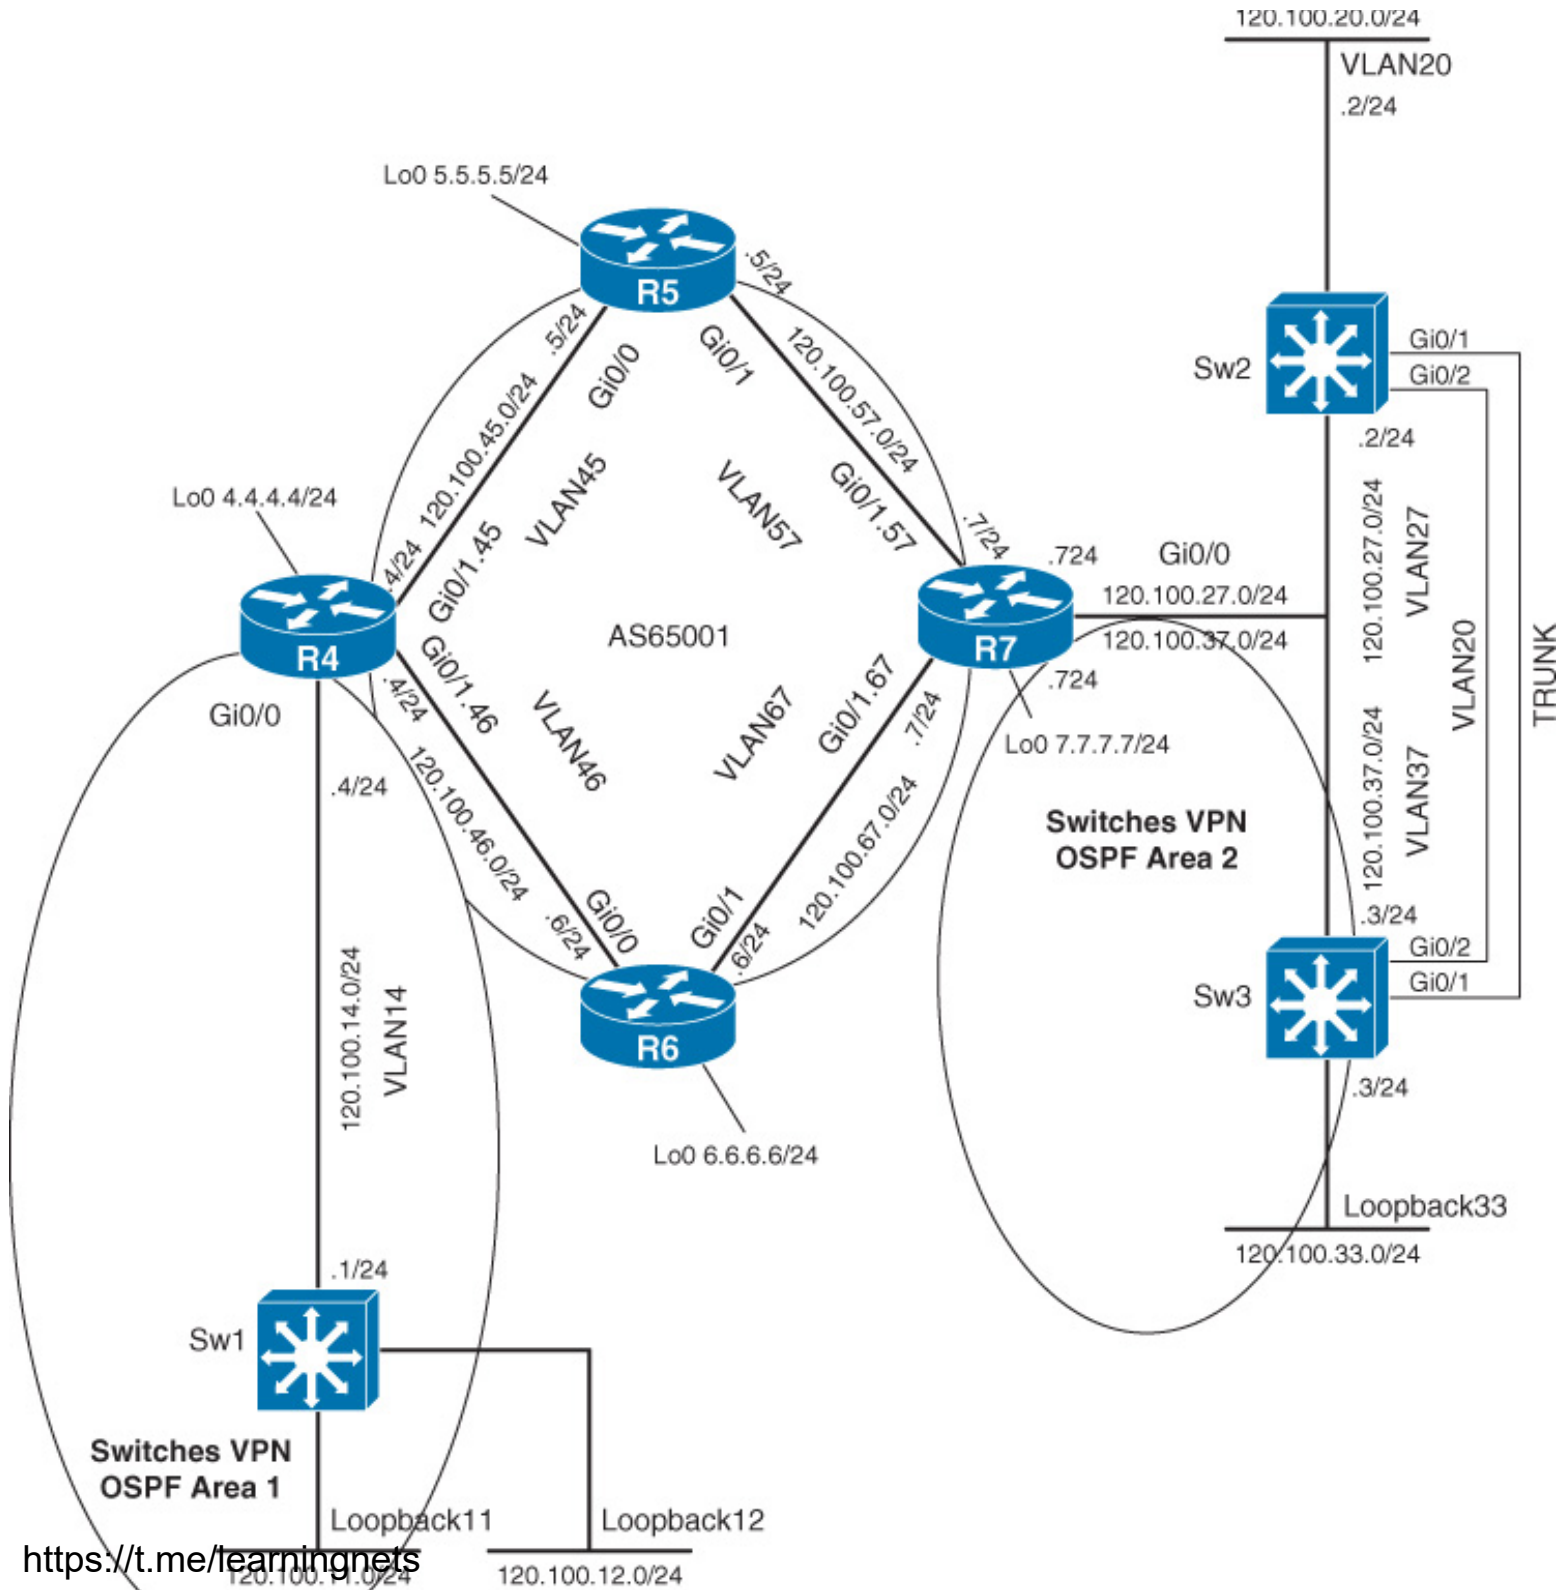 120.100.20.0/24
VLAN20
.2/24
Lo0 5.5.5.5/24
R5
.5/24
.5/24
Gi0/0
Gi0/1
120.100.45.0/24
VLAN45
120.100.57.0/24
VLAN57
Gi0/1.57
Sw2
Gi0/1
Gi0/2
.2/24
Lo0 4.4.4.4/24
.4/24
Gi0/1.45
.7/24
.724
Gi0/0
120.100.27.0/24
120.100.27.0/24
VLAN27
R4
AS65001
R7
120.100.37.0/24
.724
Lo0 7.7.7.7/24
VLAN20
TRUNK
Gi0/0
.4/24
Gi0/1.46
VLAN46
120.100.46.0/24
VLAN67
Gi0/1.67
.7/24
120.100.67.0/24
.4/24
Switches VPN
OSPF Area 2
120.100.37.0/24
VLAN37
.3/24
Gi0/0
.6/24
Gi0/1
.6/24
R6
Lo0 6.6.6.6/24
Sw3
Gi0/2
Gi0/1
.3/24
120.100.14.0/24
VLAN14
Loopback33
120.100.33.0/24
.1/24
Sw1
Switches VPN
OSPF Area 1
Loopback11
Loopback12
https://t.me/learningnets
120.100.11.0/24
120.100.12.0/24